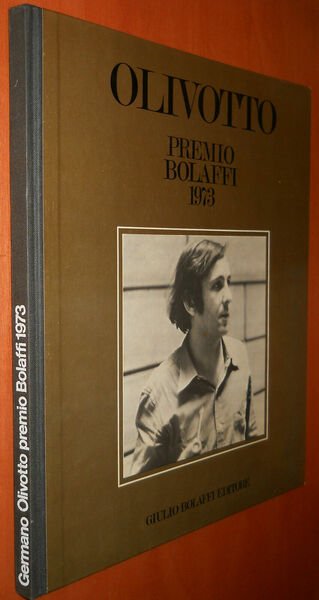 OLIVOTTO
PREMIO
BOLAFFI
1973
GIULIO BOLAFFI EDITORE
Germano Olivotto premio Bolaffi 1973